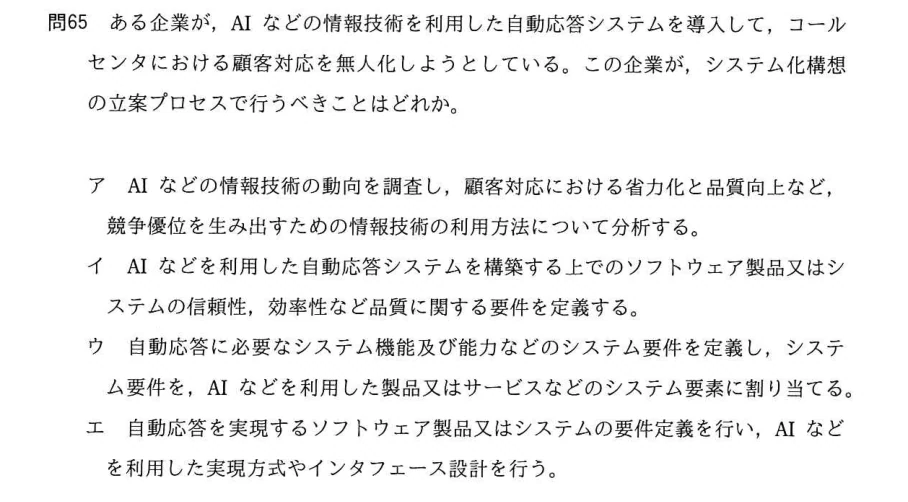 問65　ある企業が，AI などの情報技術を利用した自動応答システムを導入して，コール
センタにおける顧客対応を無人化しようとしている。この企業が，システム化構想
の立案プロセスで行うべきことはどれか。
ア　AI などの情報技術の動向を調査し，顧客対応における省力化と品質向上など，
競争優位を生み出すための情報技術の利用方法について分析する。
イ　AI などを利用した自動応答システムを構築する上でのソフトウェア製品又はシ
ステムの信頼性，効率性など品質に関する要件を定義する。
ウ　自動応答に必要なシステム機能及び能力などのシステム要件を定義し，システ
ム要件を，AI などを利用した製品又はサービスなどのシステム要素に割り当てる。
エ　自動応答を実現するソフトウェア製品又はシステムの要件定義を行い，AI など
を利用した実現方式やインタフェース設計を行う。